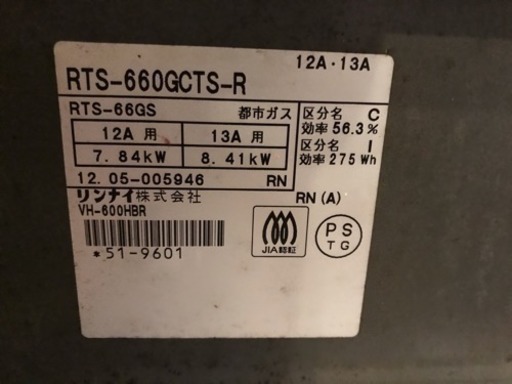 12A・13A
RTS-660GCTS-R
RTS-66GS 都市ガス
12A 用 13A 用
7.84kW 8.41kW
区分名 C
効率 56.3%
区分名 I
効率 275 Wh
12.05-005946 RN
リンナイ株式会社 RN(A)
VH-600HBR
*51-9601
JIA認証
PS
TG